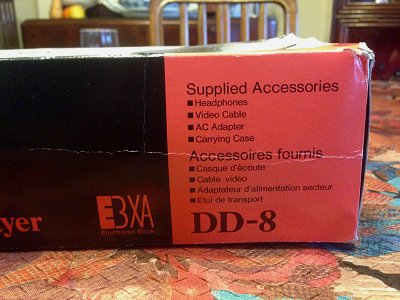 Supplied Accessories
■ Headphones
■ Video Cable
■ AC Adapter
■ Carrying Case
Accessoires fournis
■ Casque d'écoute
■ Cable vidéo
■ Adaptateur d'alimentation secteur
■ Etui de transport
DD-8
EBXA
Electronic Book
yer